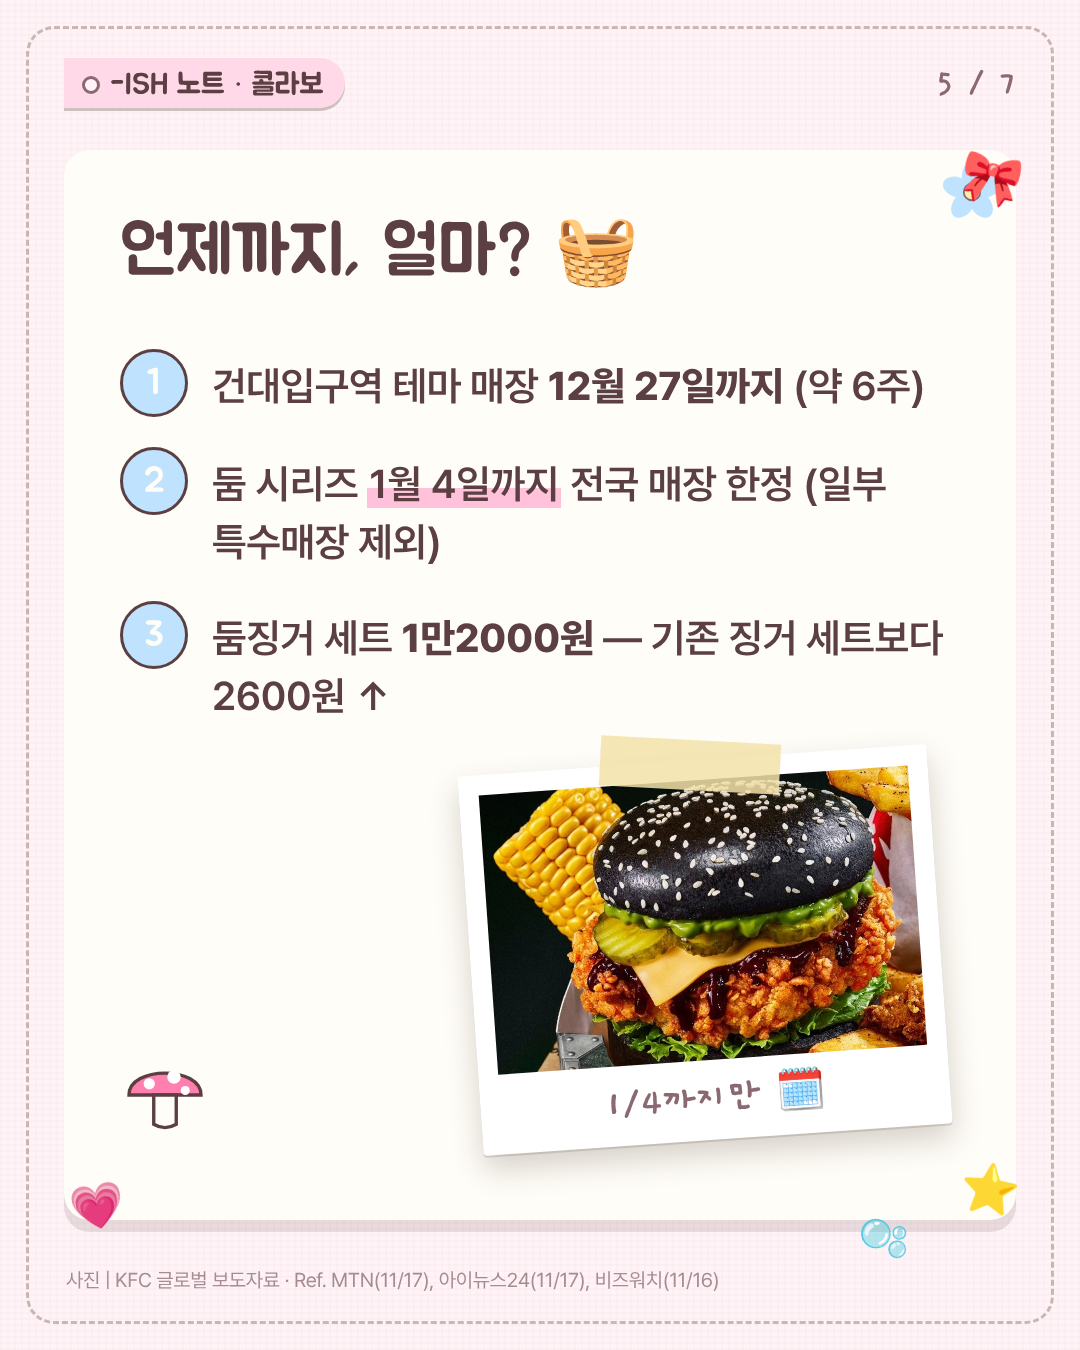 -ISH 노트 · 콜라보
5 / 7
언제까지, 얼마?
1 건대입구역 테마 매장 12월 27일까지 (약 6주)
2 둠 시리즈 1월 4일까지 전국 매장 한정 (일부
특수매장 제외)
3 둠징거 세트 1만2000원 — 기존 징거 세트보다
2600원 ↑
1/4까지만
사진 | KFC 글로벌 보도자료 · Ref. MTN(11/17), 아이뉴스24(11/17), 비즈워치(11/16)